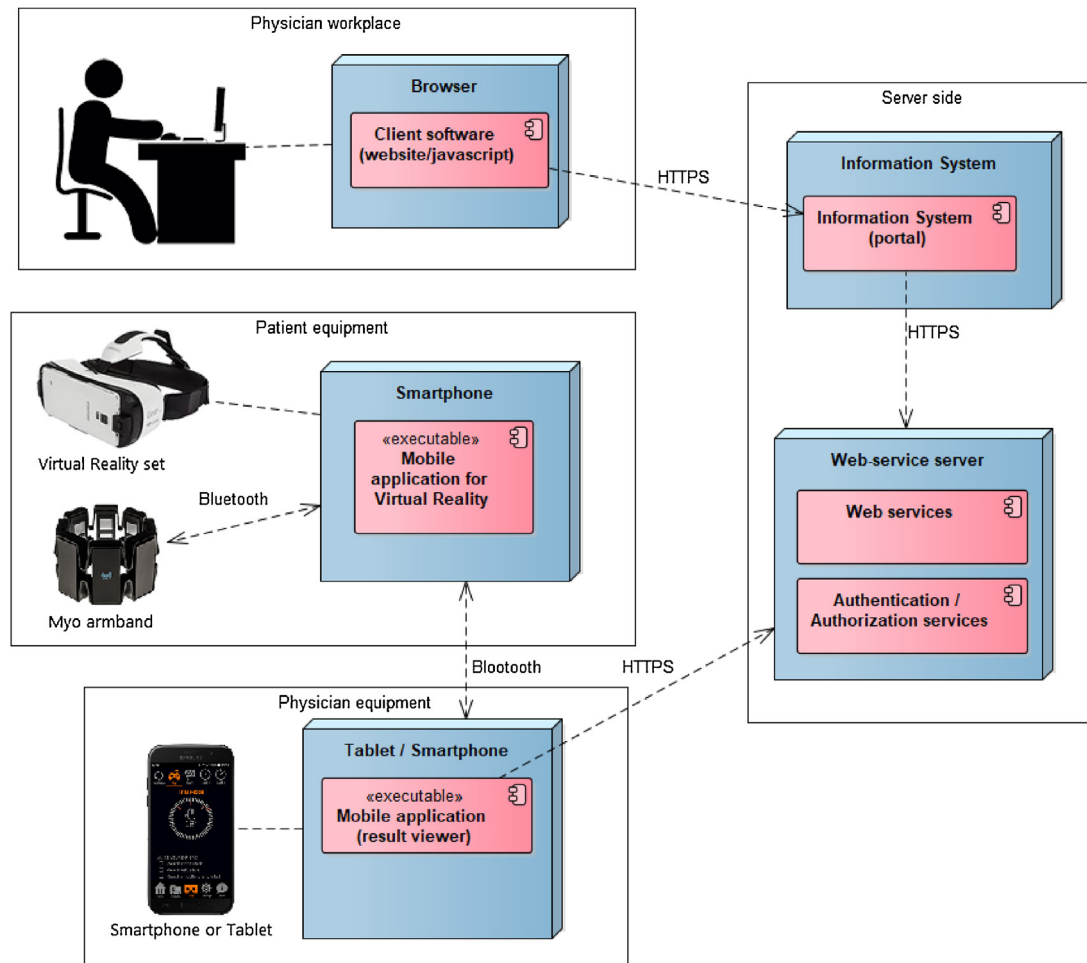 Physician workplace
Browser
Client software
(website/javascript)
HTTPS
Server side
Information System
Information System
(portal)
HTTPS
Patient equipment
Virtual Reality set
Bluetooth
Myo armband
Smartphone
«executable»
Mobile
application for
Virtual Reality
Web-service server
Web services
Authentication /
Authorization services
Blootooth
HTTPS
Physician equipment
Smartphone or Tablet
Tablet / Smartphone
«executable»
Mobile application
(result viewer)